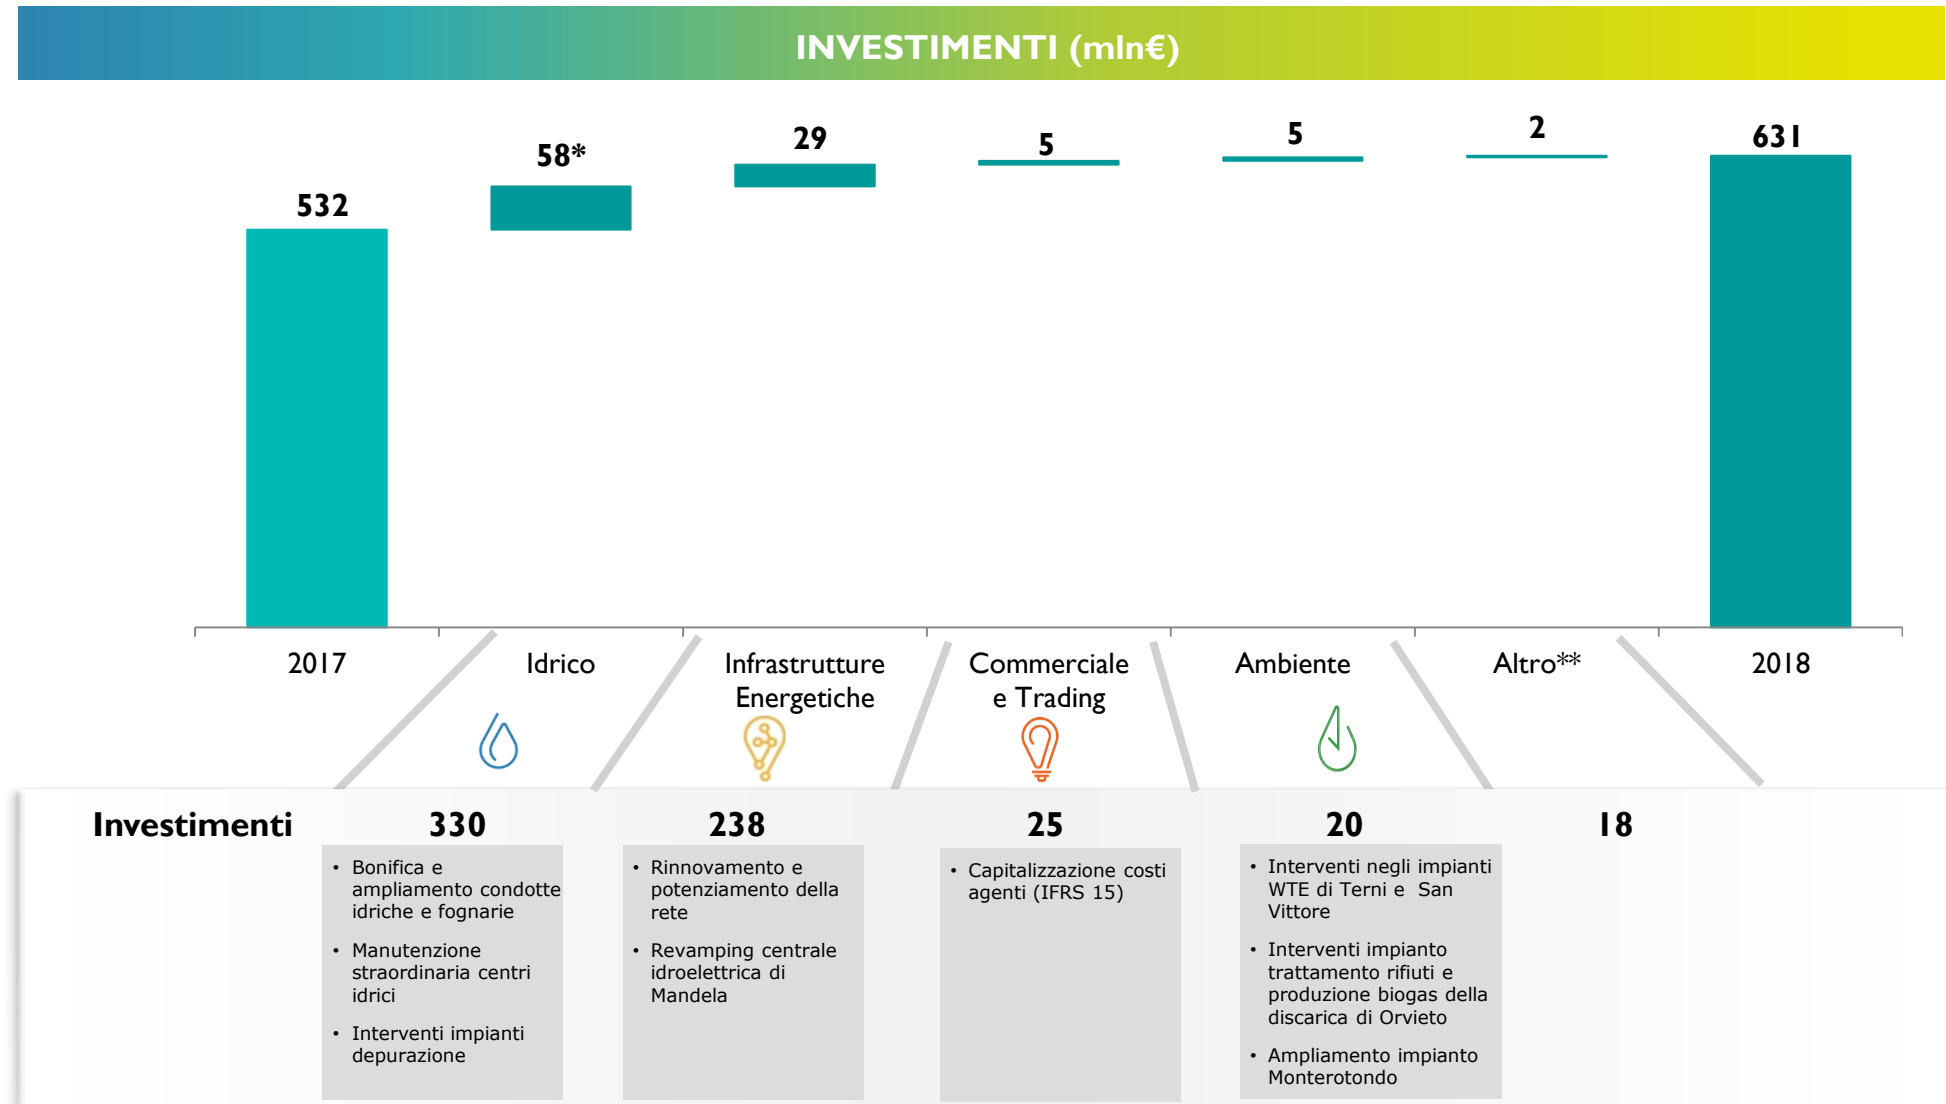 INVESTIMENTI (mln€)
532
58*
29
5
5
2
631
2017
Idrico
Infrastrutture
Energetiche
Commerciale
e Trading
Ambiente
Altro**
2018
Investimenti
330
238
25
20
18
• Bonifica e
ampliamento condotte
idriche e fognarie
• Manutenzione
straordinaria centri
idrici
• Interventi impianti
depurazione
• Rinnovamento e
potenziamento della
rete
• Revamping centrale
idroelettrica di
Mandela
• Capitalizzazione costi
agenti (IFRS 15)
• Interventi negli impianti
WTE di Terni e San
Vittore
• Interventi impianto
trattamento rifiuti e
produzione biogas della
discarica di Orvieto
• Ampliamento impianto
Monterotondo